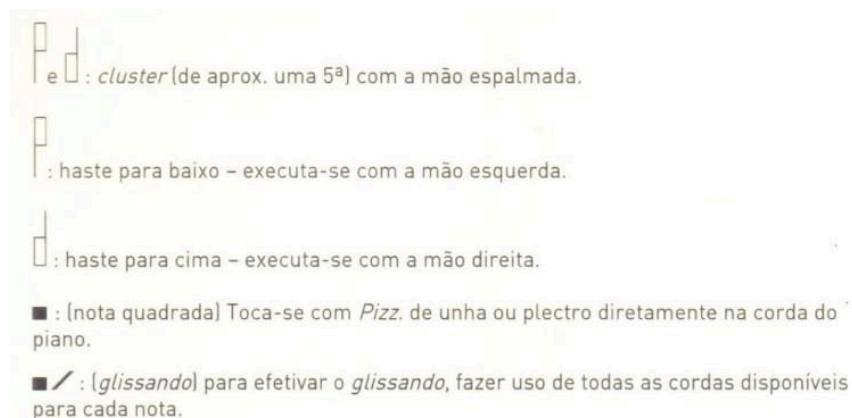 e : cluster (de aprox. uma 5ª) com a mão espalmada.
: haste para baixo – executa-se com a mão esquerda.
: haste para cima – executa-se com a mão direita.
■ : (nota quadrada) Toca-se com Pizz. de unha ou plectro diretamente na corda do
piano.
■ / : (glissando) para efetivar o glissando, fazer uso de todas as cordas disponíveis
para cada nota.